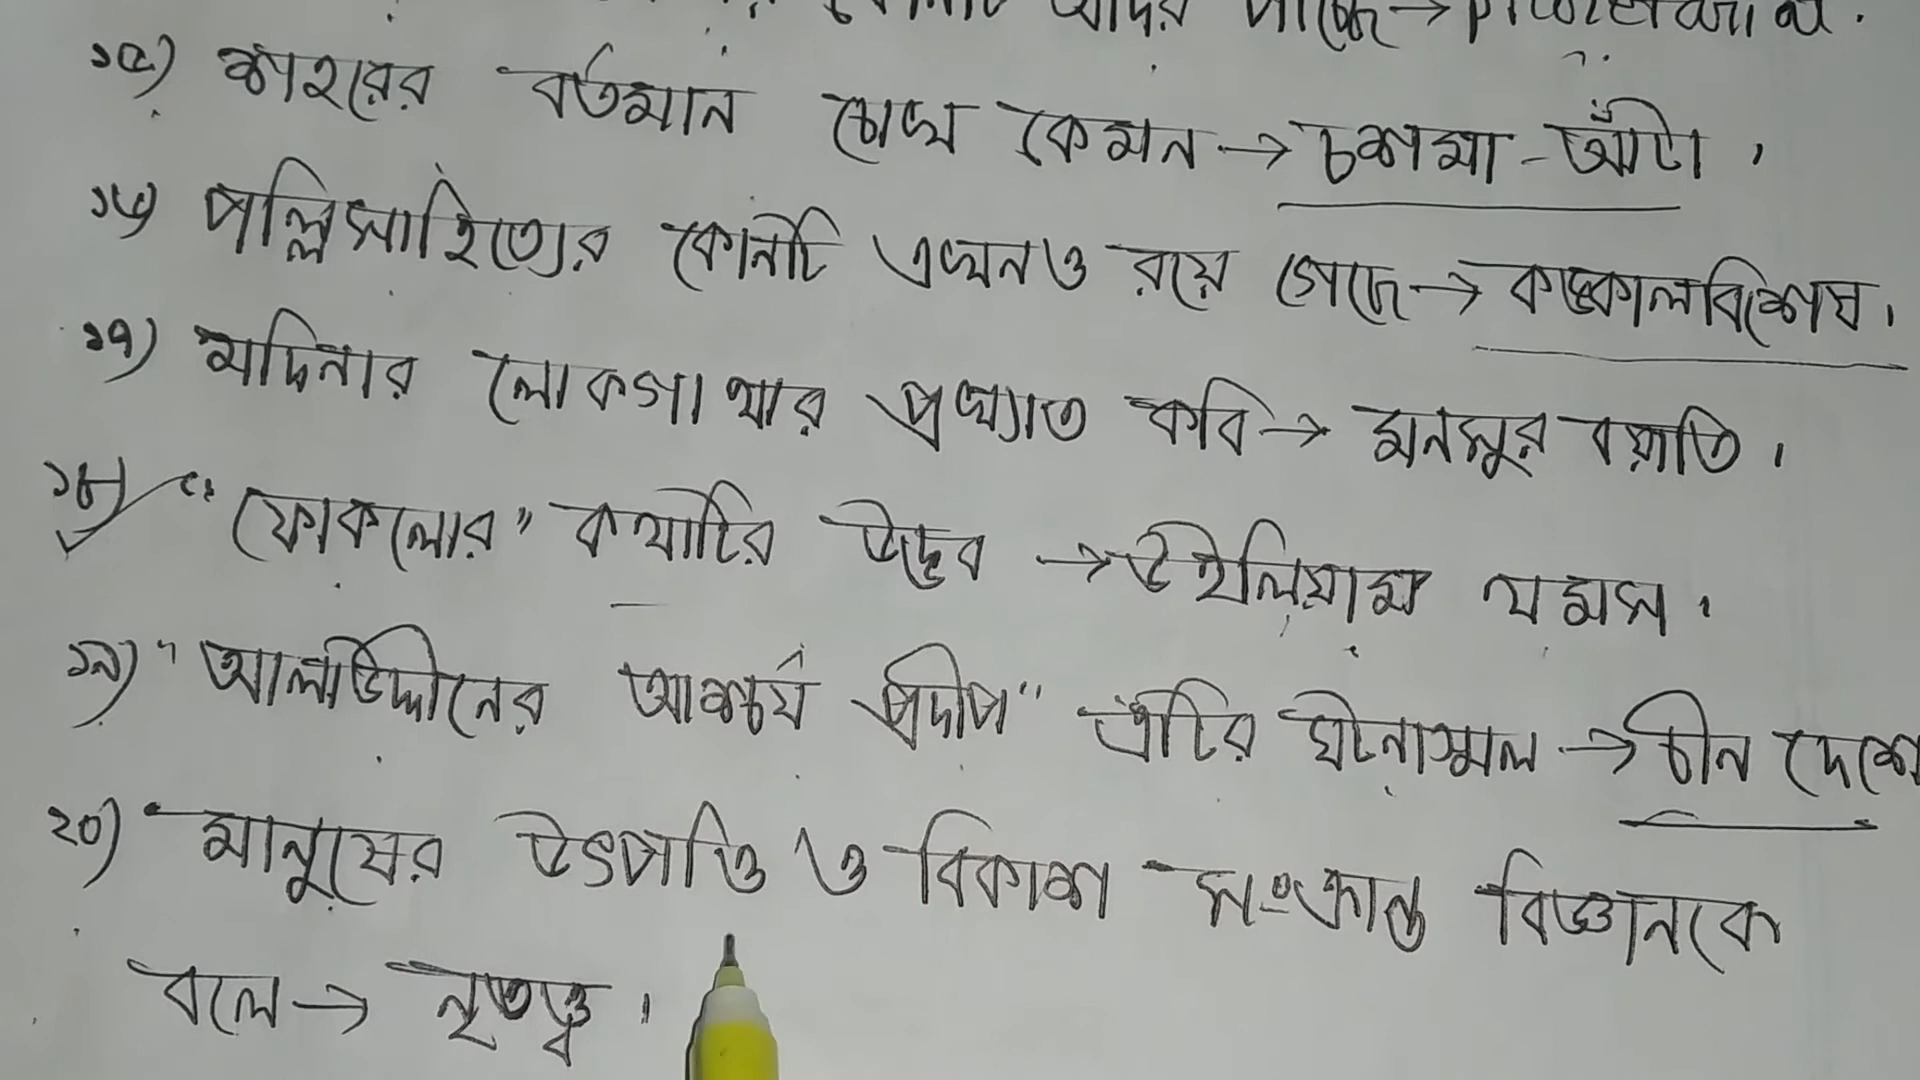 পাচ্ছে→ proletariat.
১৫) শহরের বর্তমান চোখ কেমন → চশমা-আঁটা।
১৬) পল্লিসাহিত্যের কোনটি এখনও রয়ে গেছে → কঙ্কালবিশেষ।
১৭) মদিনার লোকগাথার প্রখ্যাত কবি → মনসুর বয়াতি।
১৮) "ফোকলোর" কথাটির উদ্ভব → উইলিয়াম থমস।
১৯) "আলাউদ্দীনের আশ্চর্য প্রদীপ" এটির ঘটনাস্থল → চীন দেশে
২০) মানুষের উৎপত্তি ও বিকাশ সংক্রান্ত বিজ্ঞানকে
বলে → নৃতত্ত্ব।